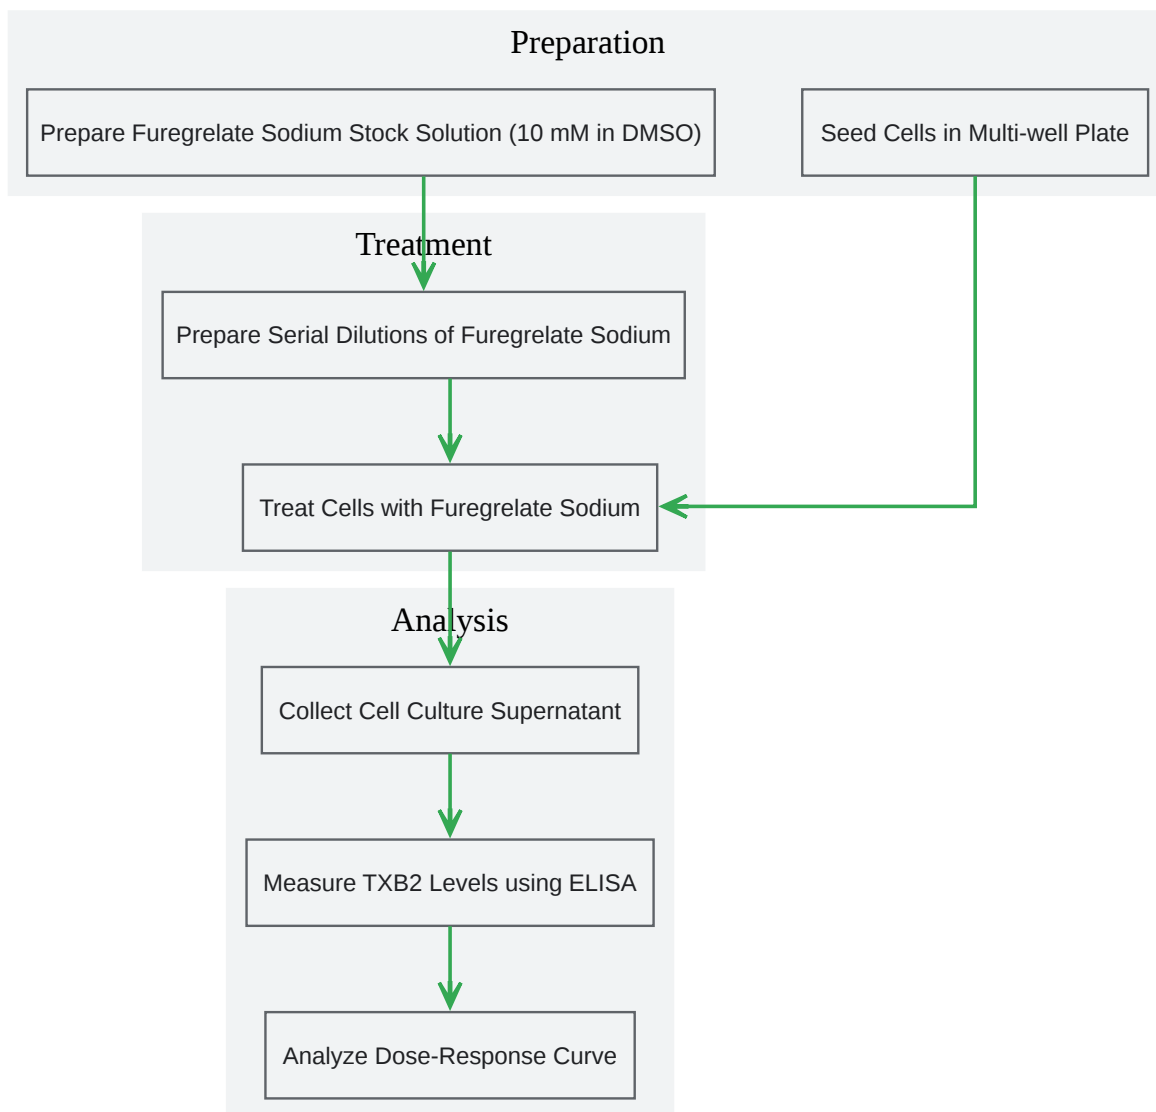 Preparation
Prepare Furegrelate Sodium Stock Solution (10 mM in DMSO)
Seed Cells in Multi-well Plate
Treatment
Prepare Serial Dilutions of Furegrelate Sodium
Treat Cells with Furegrelate Sodium
Analysis
Collect Cell Culture Supernatant
Measure TXB2 Levels using ELISA
Analyze Dose-Response Curve